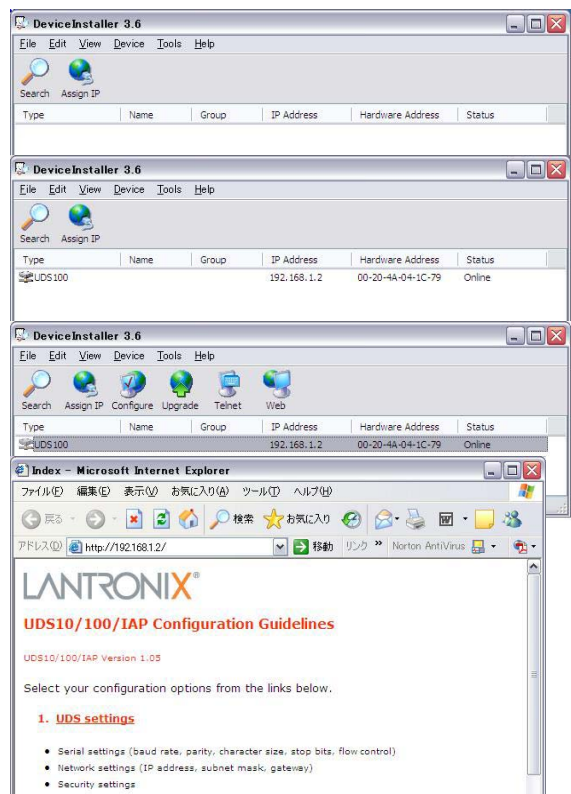 DeviceInstaller 3.6
File Edit View Device Tools Help
Search Assign IP
Type Name Group IP Address Hardware Address Status
DeviceInstaller 3.6
File Edit View Device Tools Help
Search Assign IP
Type Name Group IP Address Hardware Address Status
UDS100 192.168.1.2 00-20-4A-04-1C-79 Online
DeviceInstaller 3.6
File Edit View Device Tools Help
Search Assign IP Configure Upgrade Telnet Web
Type Name Group IP Address Hardware Address Status
UDS100 192.168.1.2 00-20-4A-04-1C-79 Online
Index - Microsoft Internet Explorer
ファイル(F) 編集(E) 表示(V) お気に入り(A) ツール(T) ヘルプ(H)
戻る 検索 お気に入り
アドレス(D) http://192.168.1.2/ 移動 リンク » Norton AntiVirus
LANTRONIX®
UDS10/100/IAP Configuration Guidelines
UDS10/100/IAP Version 1.05
Select your configuration options from the links below.
1. UDS settings
• Serial settings (baud rate, parity, character size, stop bits, flow control)
• Network settings (IP address, subnet mask, gateway)
• Security settings